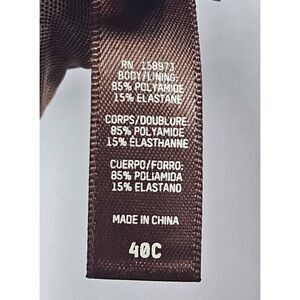 RN 158973
BODY/LINING:
85% POLYAMIDE
15% ELASTANE
CORPS/DOUBLURE:
85% POLYAMIDE
15% ÉLASTHANNE
CUERPO/FORRO:
85% POLIAMIDA
15% ELASTANO
MADE IN CHINA
40C